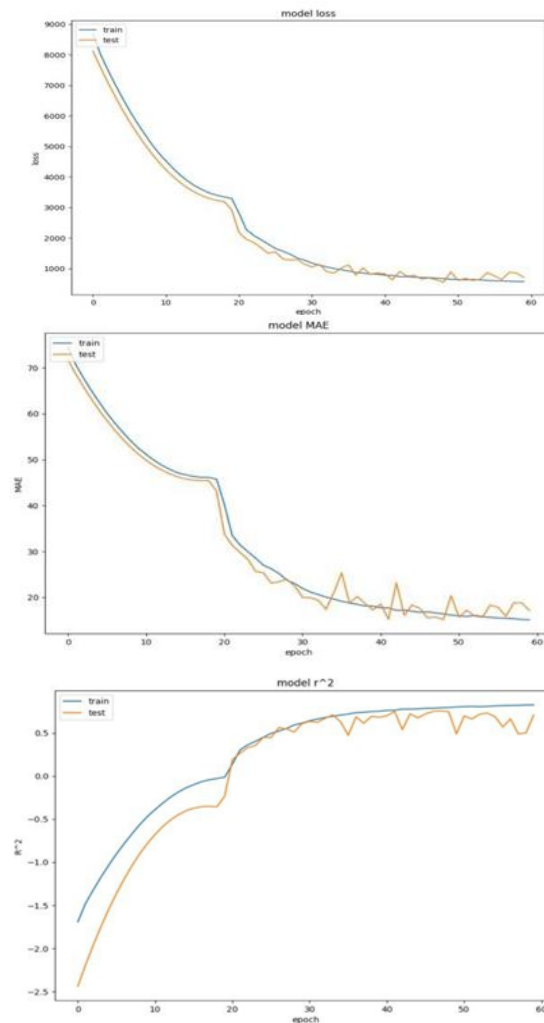 model loss
train
test
9000
8000
7000
6000
5000
4000
3000
2000
1000
loss
0 10 20 30 40 50 60
epoch
model MAE
train
test
70
60
50
40
30
20
MAE
0 10 20 30 40 50 60
epoch
model r^2
train
test
0.5
0.0
-0.5
-1.0
-1.5
-2.0
-2.5
R^2
0 10 20 30 40 50 60
epoch